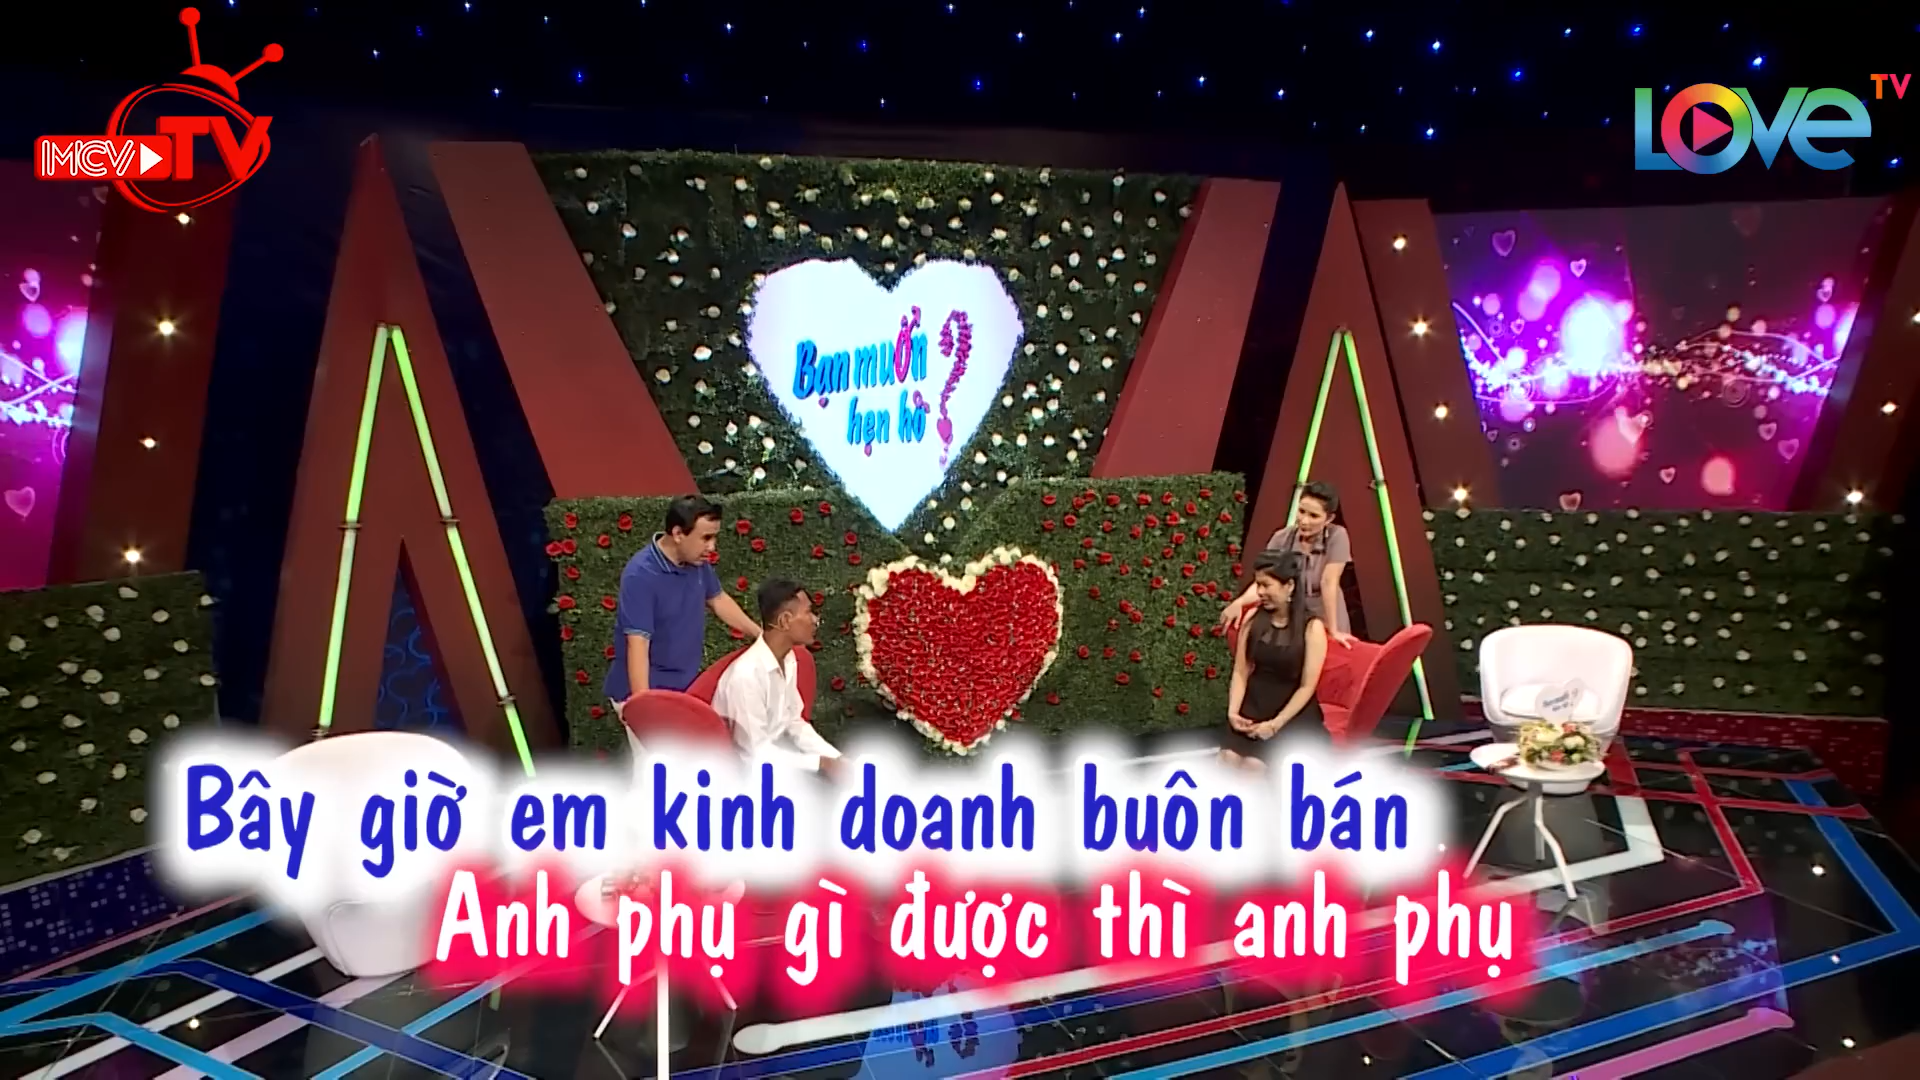 MCV TV
LOVE TV
Bạn muốn
hẹn hò ?
Bây giờ em kinh doanh buôn bán
Anh phụ gì được thì anh phụ